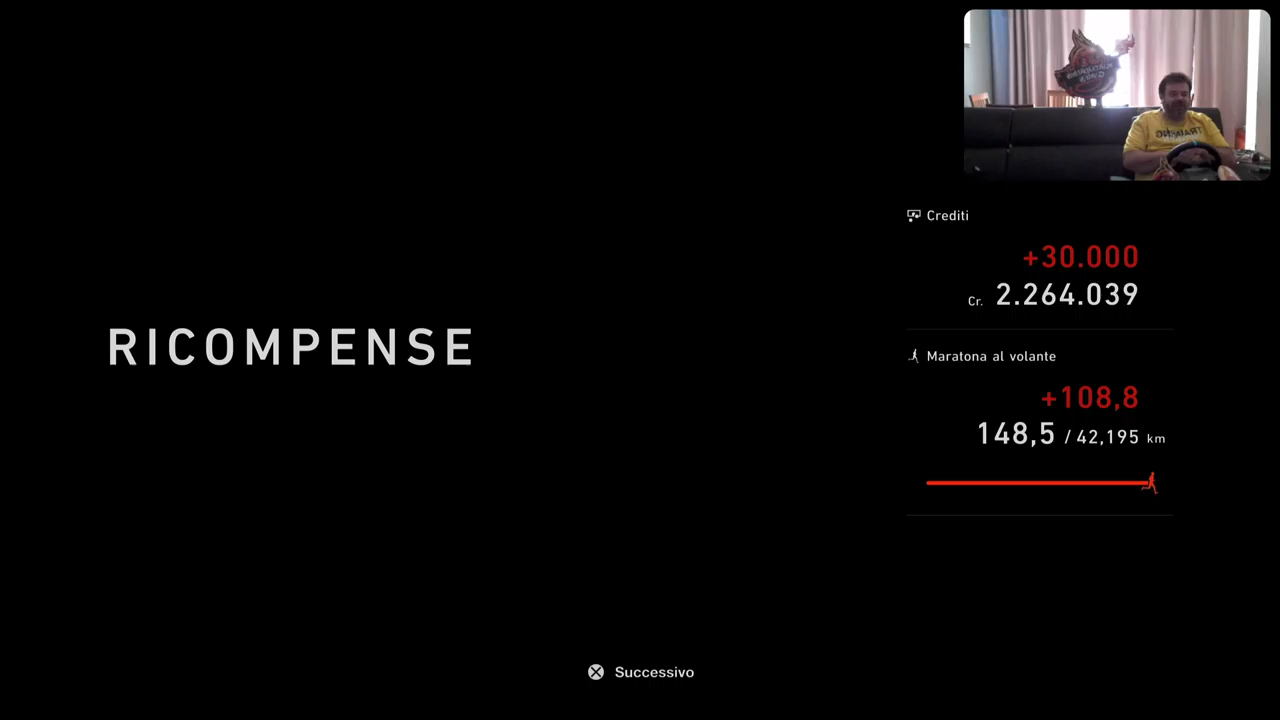 RICOMPENSE
Crediti
+30.000
Cr. 2.264.039
Maratona al volante
+108,8
148,5 / 42,195 km
Successivo